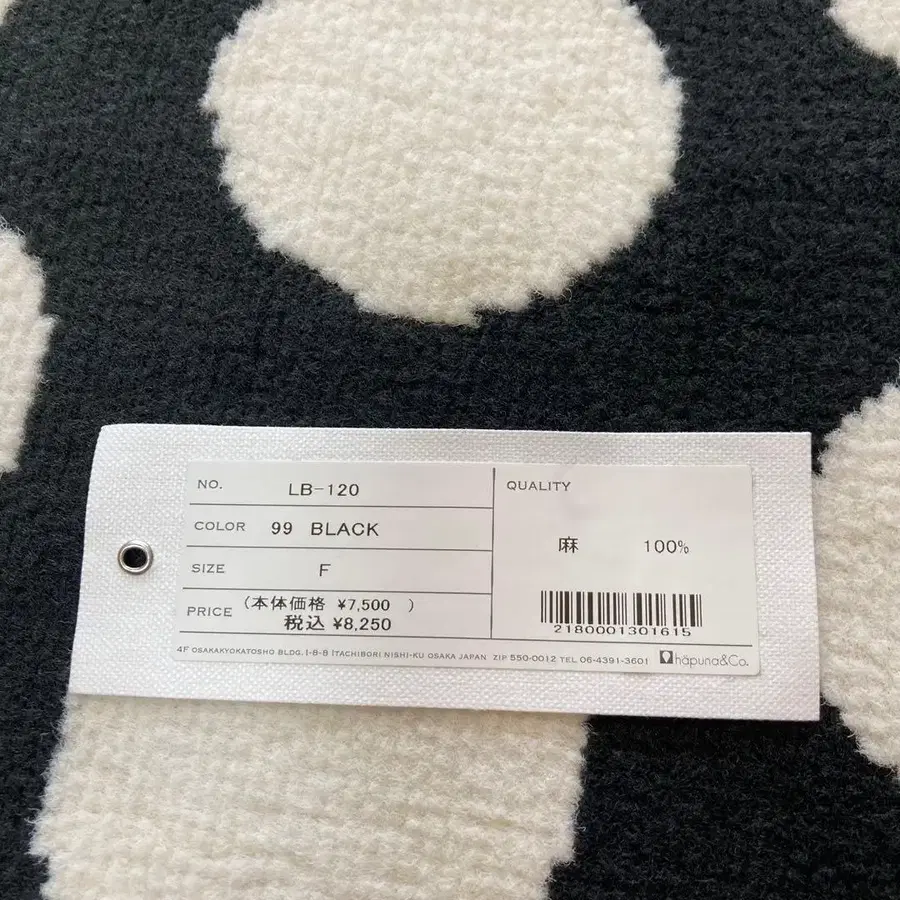 NO. LB-120
COLOR 99 BLACK
SIZE F
PRICE (本体価格 ¥7,500 )
税込 ¥8,250
QUALITY
麻 100%
2180001301615
4F OSAKAKYOKATOSHO BLDG. 1-8-8 ITACHIBORI NISHI-KU OSAKA JAPAN ZIP 550-0012 TEL 06-4391-3601 hāpuna&Co.